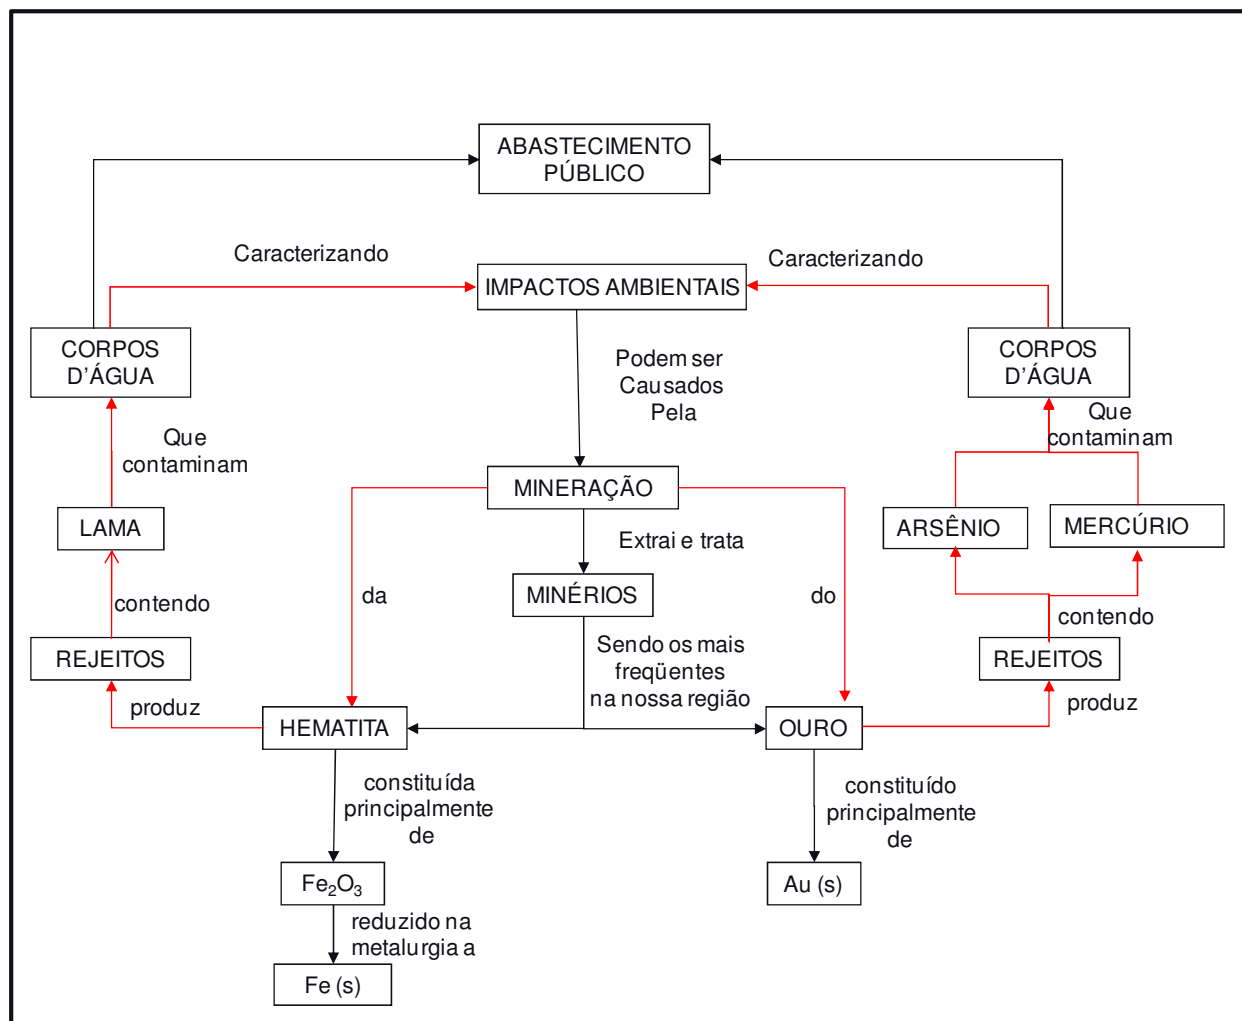 ABASTECIMENTO
PÚBLICO
Caracterizando
Caracterizando
IMPACTOS AMBIENTAIS
CORPOS
D'ÁGUA
Podem ser
Causados
Pela
CORPOS
D'ÁGUA
Que
contaminam
Que
contaminam
MINERAÇÃO
LAMA
Extrai e trata
ARSÊNIO
MERCÚRIO
contendo
da
MINÉRIOS
do
contendo
REJEITOS
Sendo os mais
freqüentes
na nossa região
REJEITOS
produz
produz
HEMATITA
OURO
constituída
principalmente
de
constituído
principalmente
de
Fe₂O₃
Au (s)
reduzido na
metalurgia a
Fe (s)